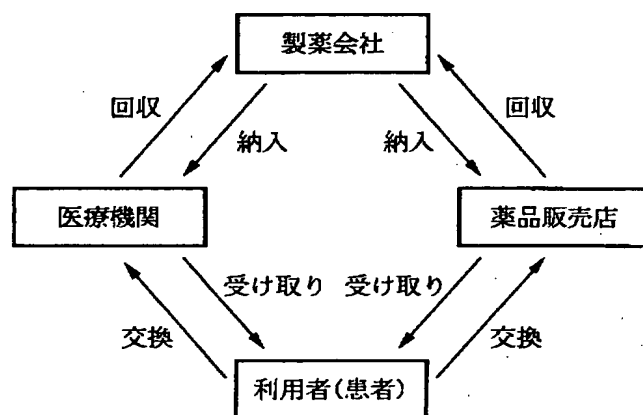 製薬会社
回収
回収
納入
納入
医療機関
薬品販売店
受け取り
受け取り
交換
交換
利用者(患者)